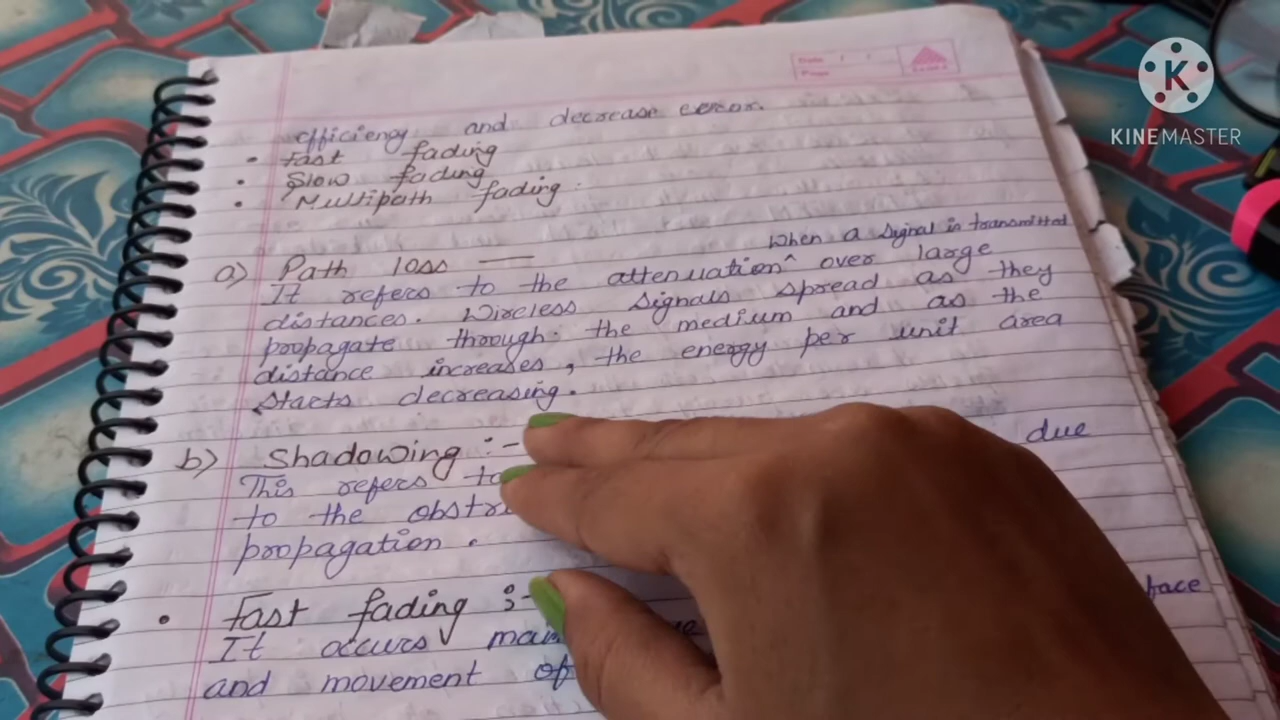 Date / /
Page
K
KINEMASTER
efficiency and decrease error.
• Fast fading
• Slow fading
• Multipath fading.
a) Path loss —
when a signal is transmitted
It refers to the attenuation ^ over large
distances. Wireless signals spread as they
propagate through the medium and as the
distance increases, the energy per unit area
starts decreasing.
b) Shadowing :-
This refers to due
to the
propagation.
• Fast fading :-
It occurs face
and movement of